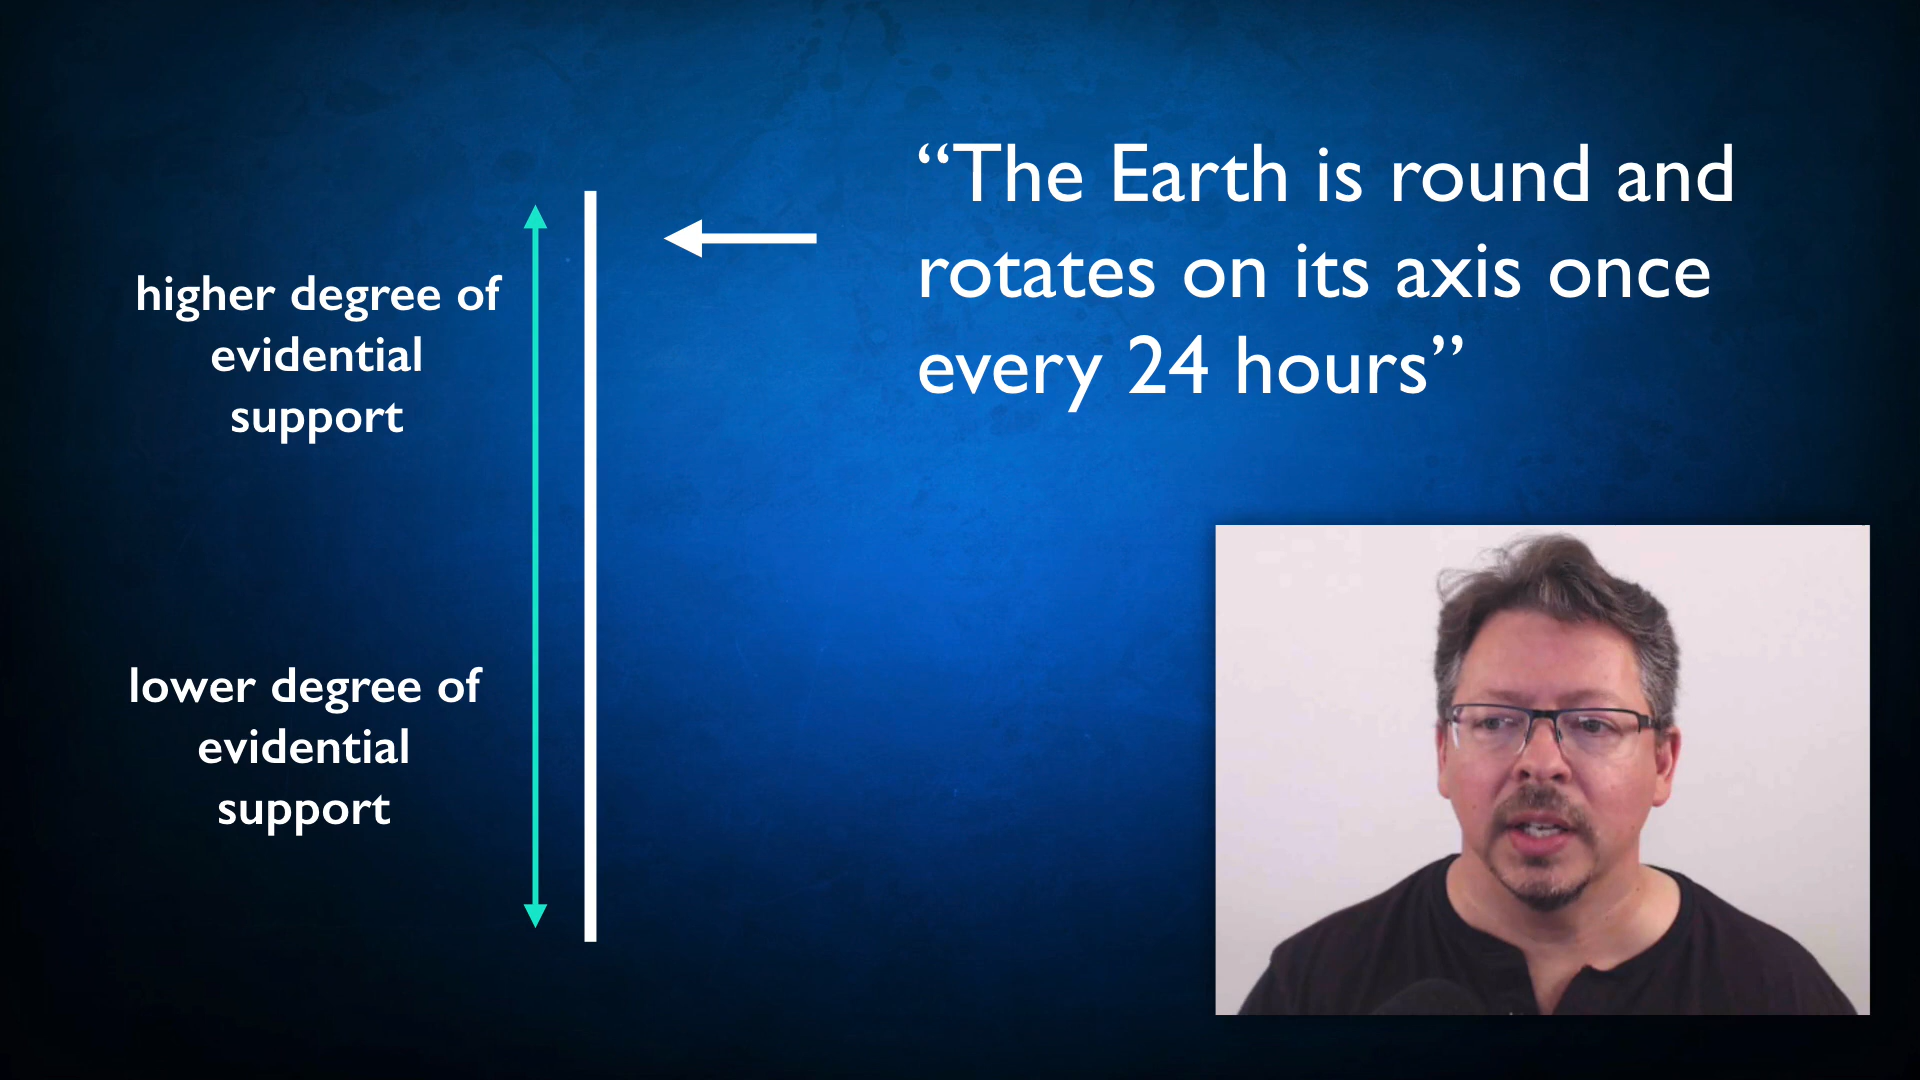 “The Earth is round and
rotates on its axis once
every 24 hours”
higher degree of
evidential
support
lower degree of
evidential
support